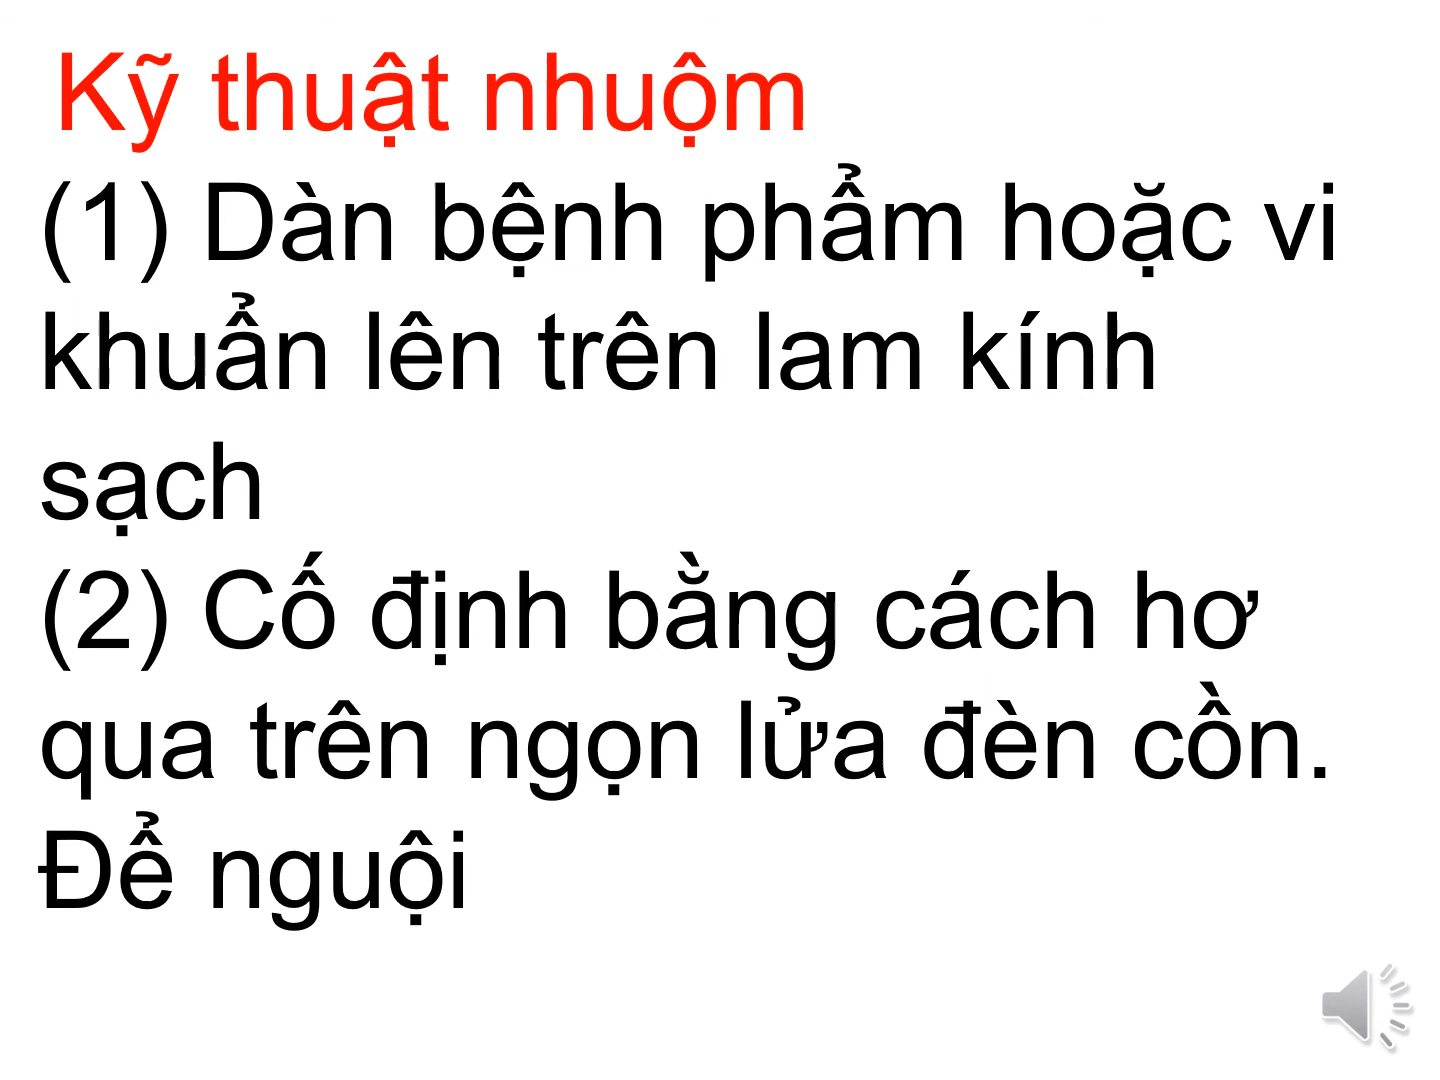 Kỹ thuật nhuộm
(1) Dàn bệnh phẩm hoặc vi
khuẩn lên trên lam kính
sạch
(2) Cố định bằng cách hơ
qua trên ngọn lửa đèn cồn.
Để nguội